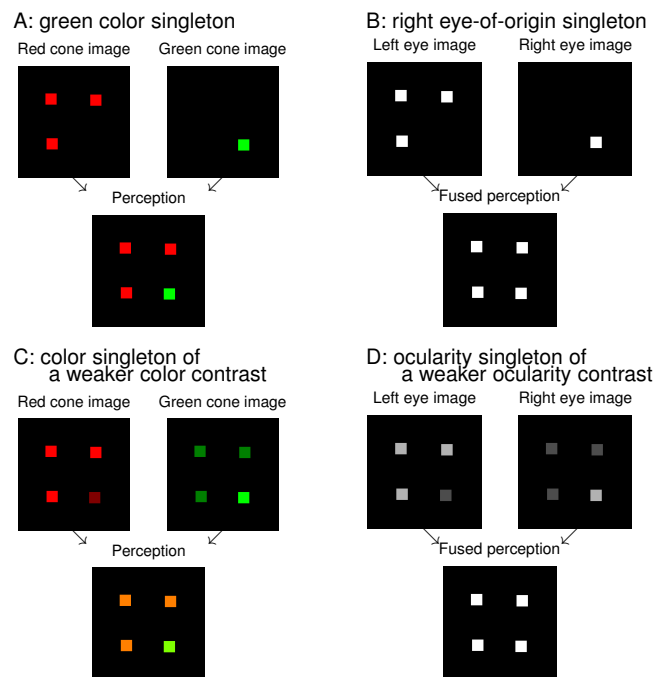 A: green color singleton
Red cone image
Green cone image
Perception
B: right eye-of-origin singleton
Left eye image
Right eye image
Fused perception
C: color singleton of
a weaker color contrast
Red cone image
Green cone image
Perception
D: ocularity singleton of
a weaker ocularity contrast
Left eye image
Right eye image
Fused perception